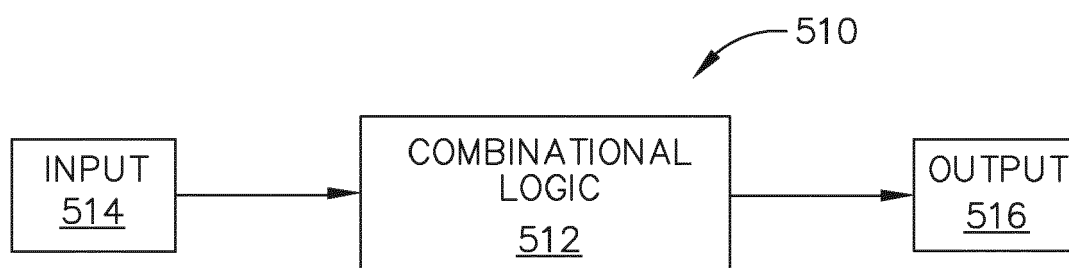 510
INPUT
514
COMBINATIONAL
LOGIC
512
OUTPUT
516